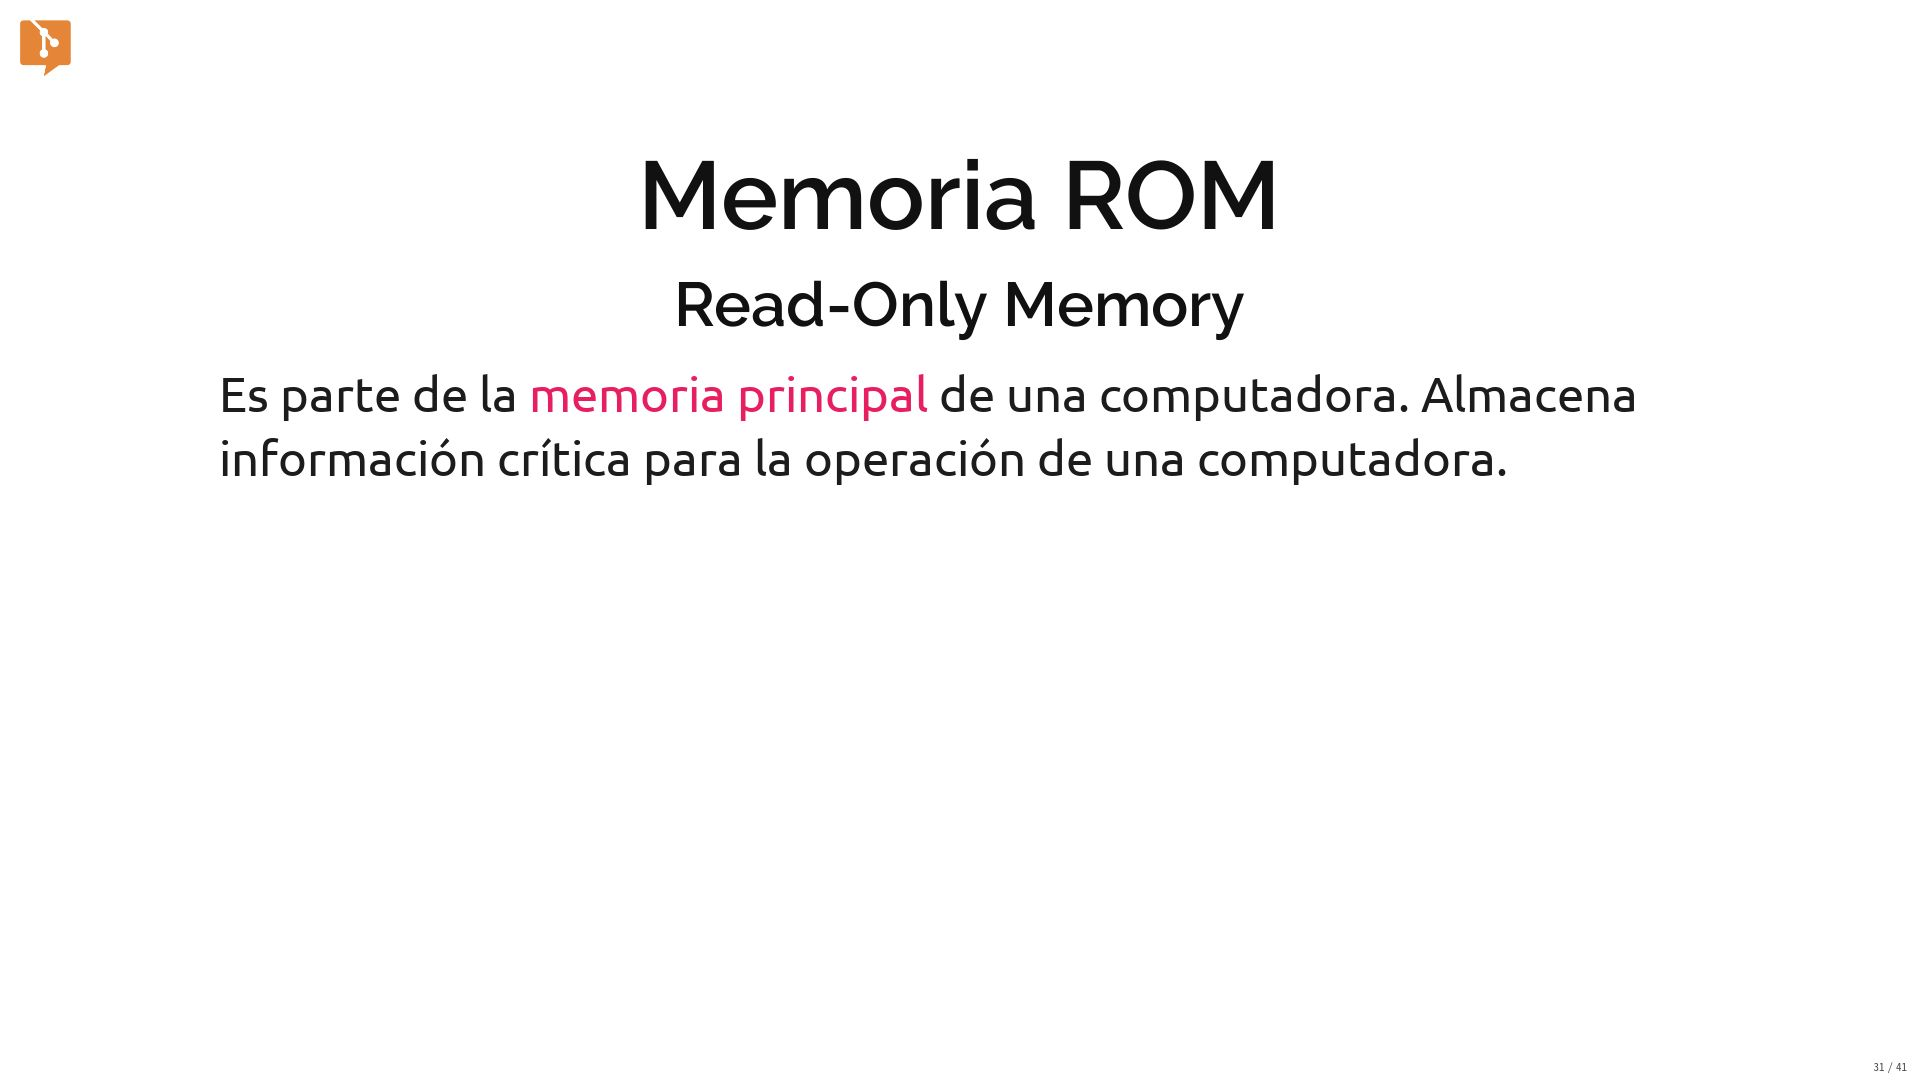 Memoria ROM
Read-Only Memory
Es parte de la memoria principal de una computadora. Almacena
información crítica para la operación de una computadora.
31 / 41